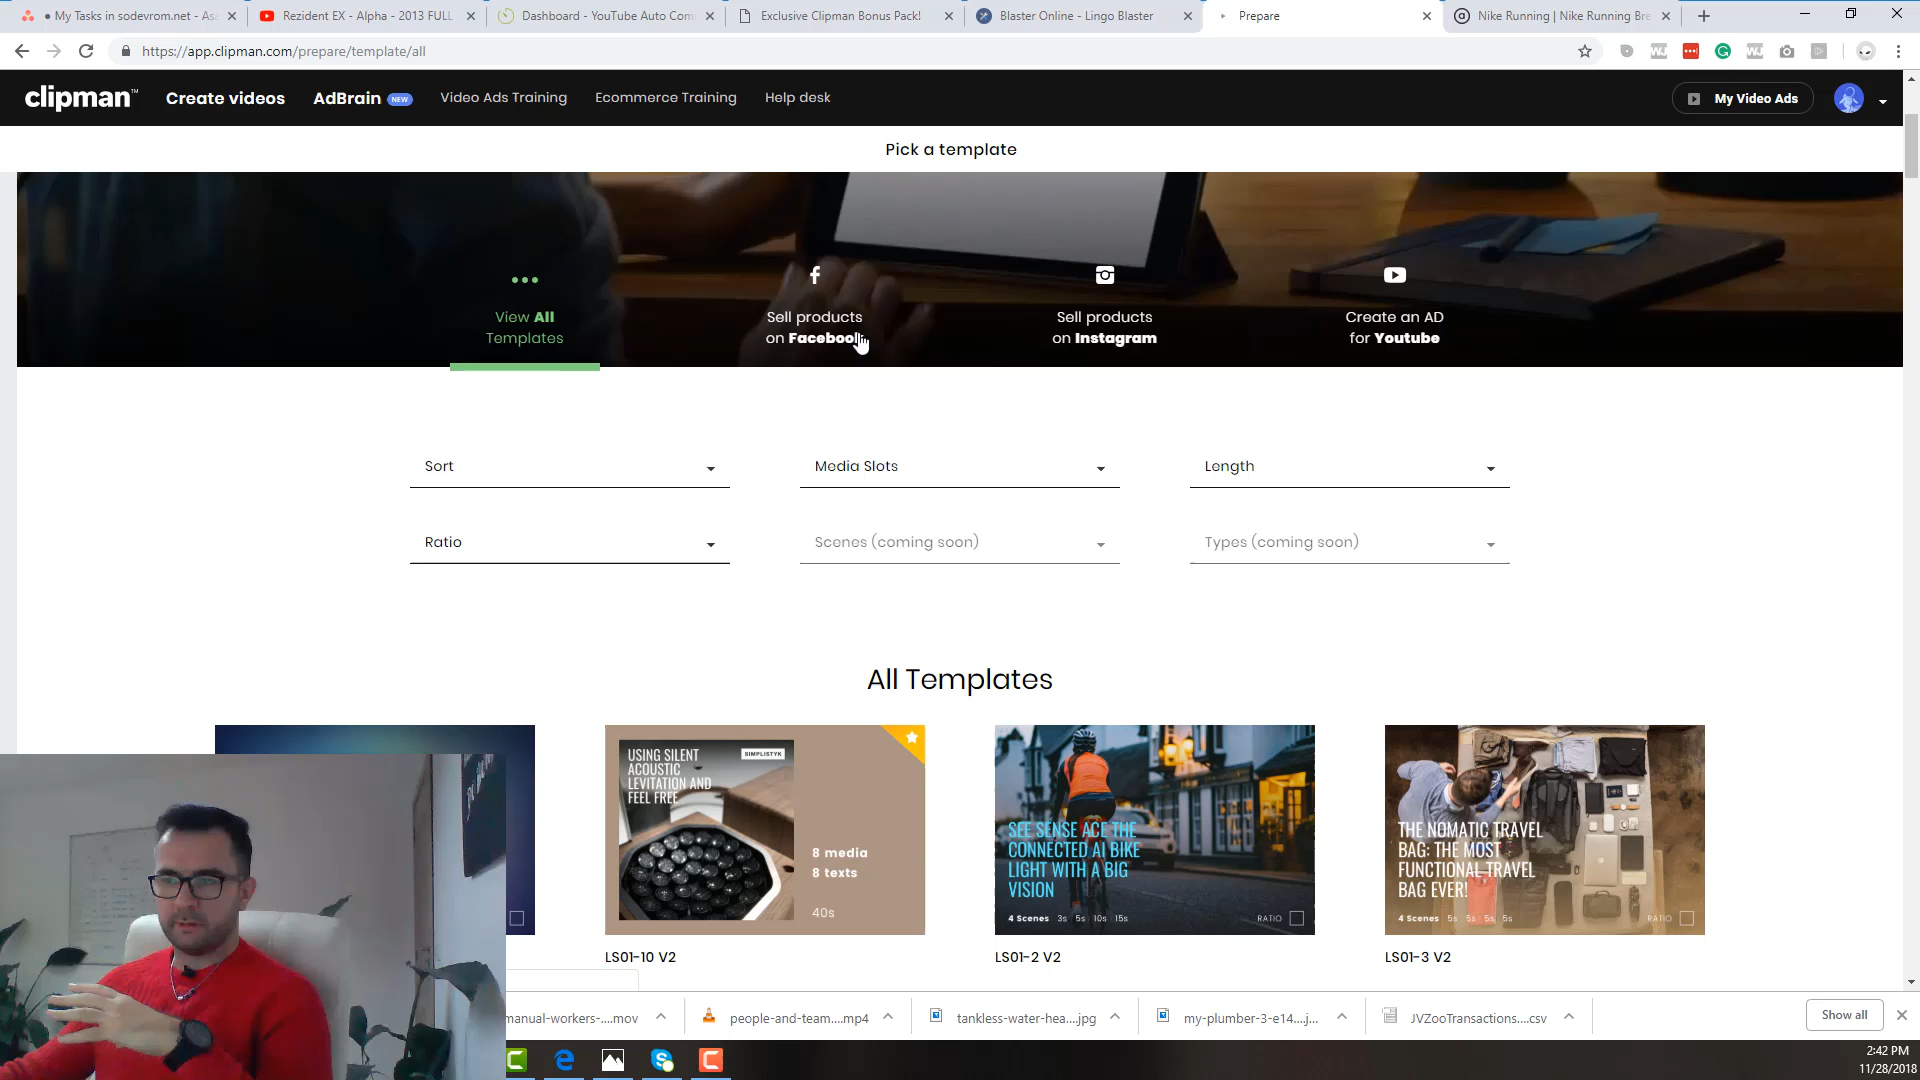 My Tasks in sodevrom.net - Asa
Rezident EX - Alpha - 2013 FULL
Dashboard - YouTube Auto Com
Exclusive Clipman Bonus Pack!
Blaster Online - Lingo Blaster
Prepare
Nike Running | Nike Running Bre
https://app.clipman.com/prepare/template/all
clipman™
Create videos
AdBrain NEW
Video Ads Training
Ecommerce Training
Help desk
My Video Ads
Pick a template
View All
Templates
Sell products
on Facebook
Sell products
on Instagram
Create an AD
for Youtube
Sort
Media Slots
Length
Ratio
Scenes (coming soon)
Types (coming soon)
All Templates
USING SILENT
ACOUSTIC
LEVITATION AND
FEEL FREE
SIMPLISTYK
8 media
8 texts
40s
SEE SENSE ACE THE
CONNECTED AI BIKE
LIGHT WITH A BIG
VISION
4 Scenes 3s 5s 10s 15s
RATIO
THE NOMATIC TRAVEL
BAG: THE MOST
FUNCTIONAL TRAVEL
BAG EVER!
4 Scenes 5s 5s 5s 5s
RATIO
LS01-10 V2
LS01-2 V2
LS01-3 V2
manual-workers-....mov
people-and-team....mp4
tankless-water-hea....jpg
my-plumber-3-e14....j...
JVZooTransactions....csv
Show all
2:42 PM
11/28/2018